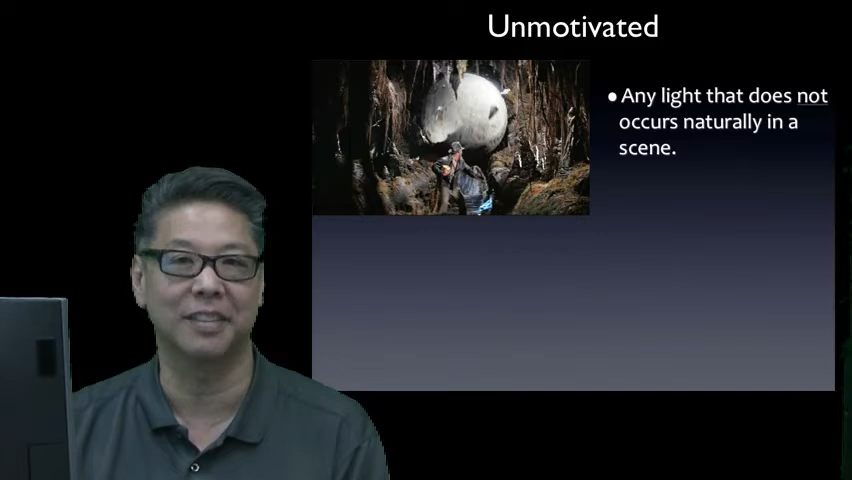 Unmotivated
●Any light that does not
occurs naturally in a
scene.